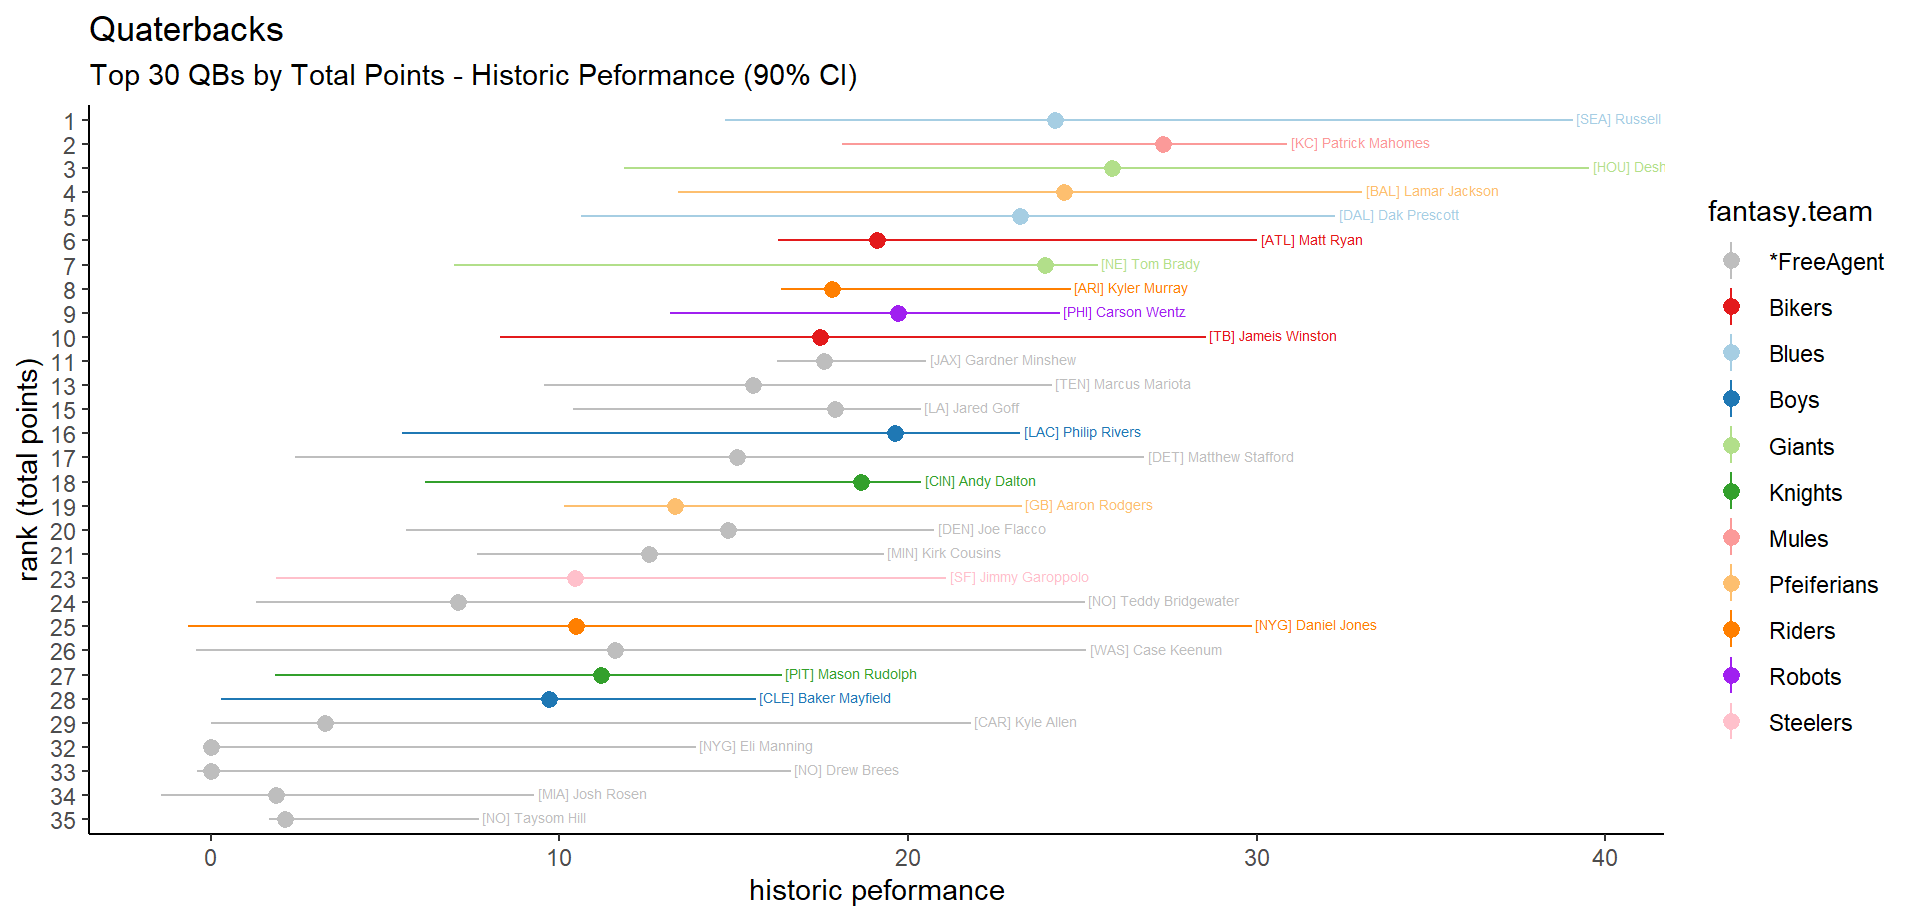 Quaterbacks
Top 30 QBs by Total Points - Historic Peformance (90% CI)
rank (total points)
1 [SEA] Russell
2 [KC] Patrick Mahomes
3 [HOU] Desh
4 [BAL] Lamar Jackson
5 [DAL] Dak Prescott
6 [ATL] Matt Ryan
7 [NE] Tom Brady
8 [ARI] Kyler Murray
9 [PHI] Carson Wentz
10 [TB] Jameis Winston
11 [JAX] Gardner Minshew
13 [TEN] Marcus Mariota
15 [LA] Jared Goff
16 [LAC] Philip Rivers
17 [DET] Matthew Stafford
18 [CIN] Andy Dalton
19 [GB] Aaron Rodgers
20 [DEN] Joe Flacco
21 [MIN] Kirk Cousins
23 [SF] Jimmy Garoppolo
24 [NO] Teddy Bridgewater
25 [NYG] Daniel Jones
26 [WAS] Case Keenum
27 [PIT] Mason Rudolph
28 [CLE] Baker Mayfield
29 [CAR] Kyle Allen
32 [NYG] Eli Manning
33 [NO] Drew Brees
34 [MIA] Josh Rosen
35 [NO] Taysom Hill
0 10 20 30 40
historic peformance
fantasy.team
*FreeAgent
Bikers
Blues
Boys
Giants
Knights
Mules
Pfeiferians
Riders
Robots
Steelers